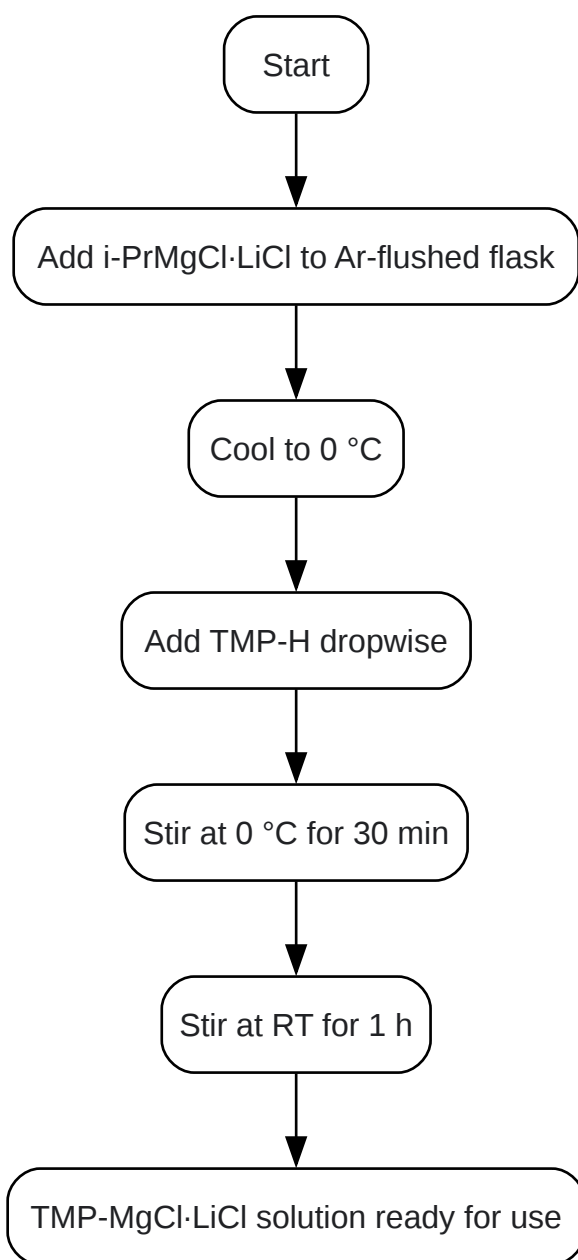 Start
Add i-PrMgCl·LiCl to Ar-flushed flask
Cool to 0 °C
Add TMP-H dropwise
Stir at 0 °C for 30 min
Stir at RT for 1 h
TMP-MgCl·LiCl solution ready for use